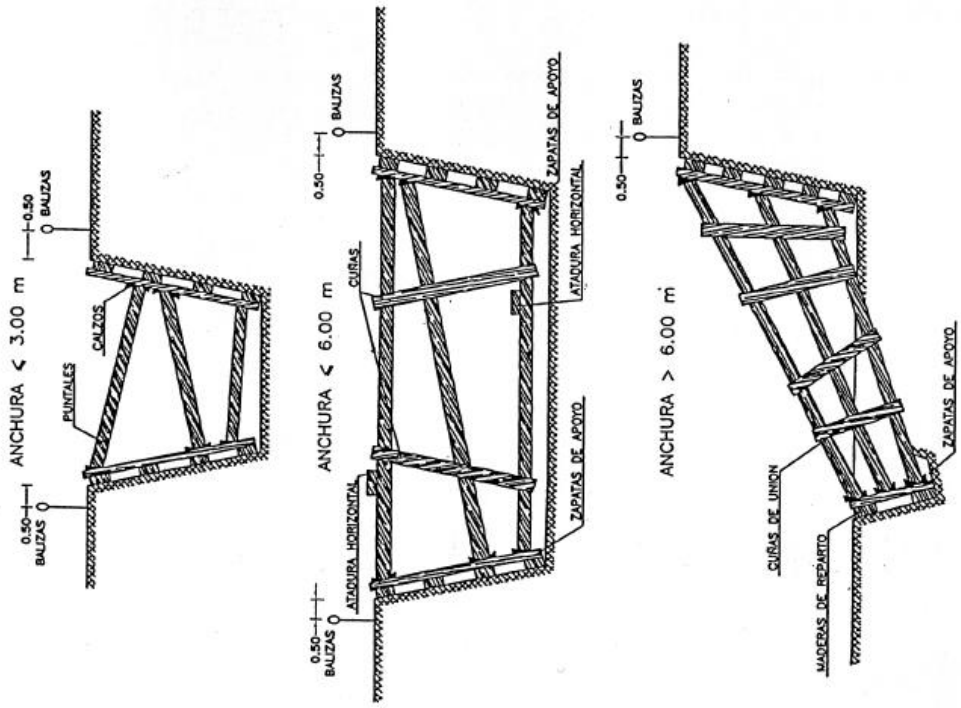 ANCHURA < 3.00 m
0.50
BALIZAS
PUNTALES
CALZOS
0.50
BALIZAS
ANCHURA < 6.00 m
0.50
BALIZAS
ATADURA HORIZONTAL
CUÑAS
0.50
BALIZAS
ZAPATAS DE APOYO
ATADURA HORIZONTAL
ZAPATAS DE APOYO
ANCHURA > 6.00 m
0.50
BALIZAS
CUÑAS DE UNION
MADERAS DE REPARTO
ZAPATAS DE APOYO